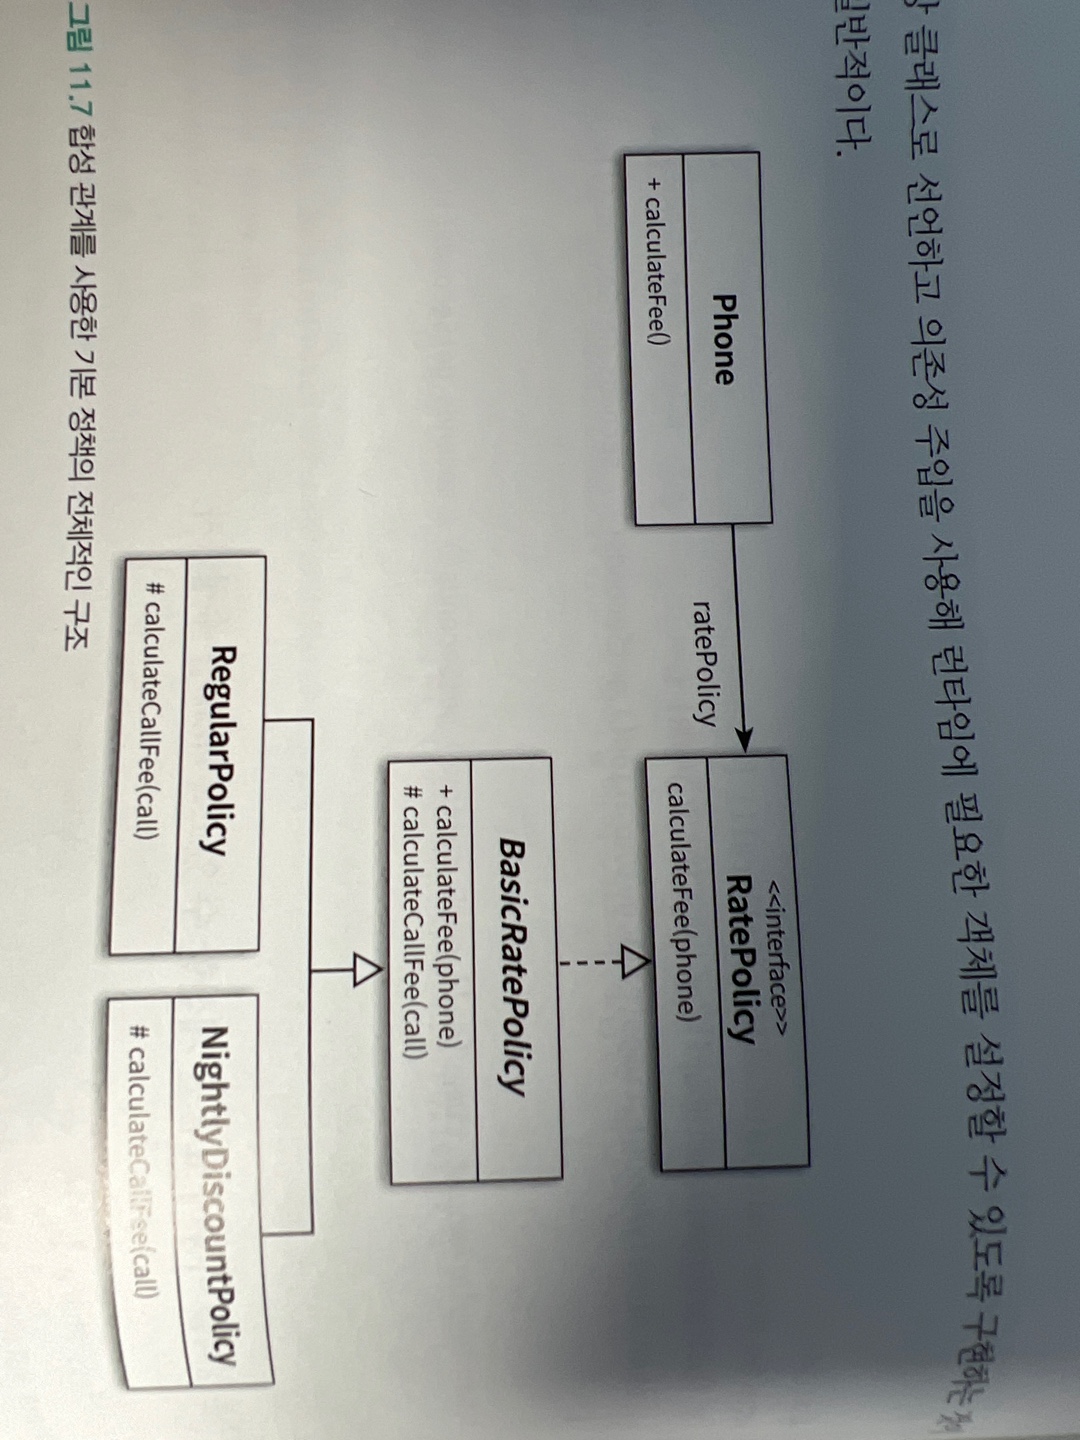 클래스로 선언하고 의존성 주입을 사용해 런타임에 필요한 객체를 설정할 수 있도록 구현하는
일반적이다.
<<interface>>
Phone
RatePolicy
ratePolicy
+ calculateFee()
calculateFee(phone)
BasicRatePolicy
+ calculateFee(phone)
# calculateCallFee(call)
RegularPolicy
NightlyDiscountPolicy
# calculateCallFee(call)
# calculateCallFee(call)
그림 11.7 합성 관계를 사용한 기본 정책의 전체적인 구조